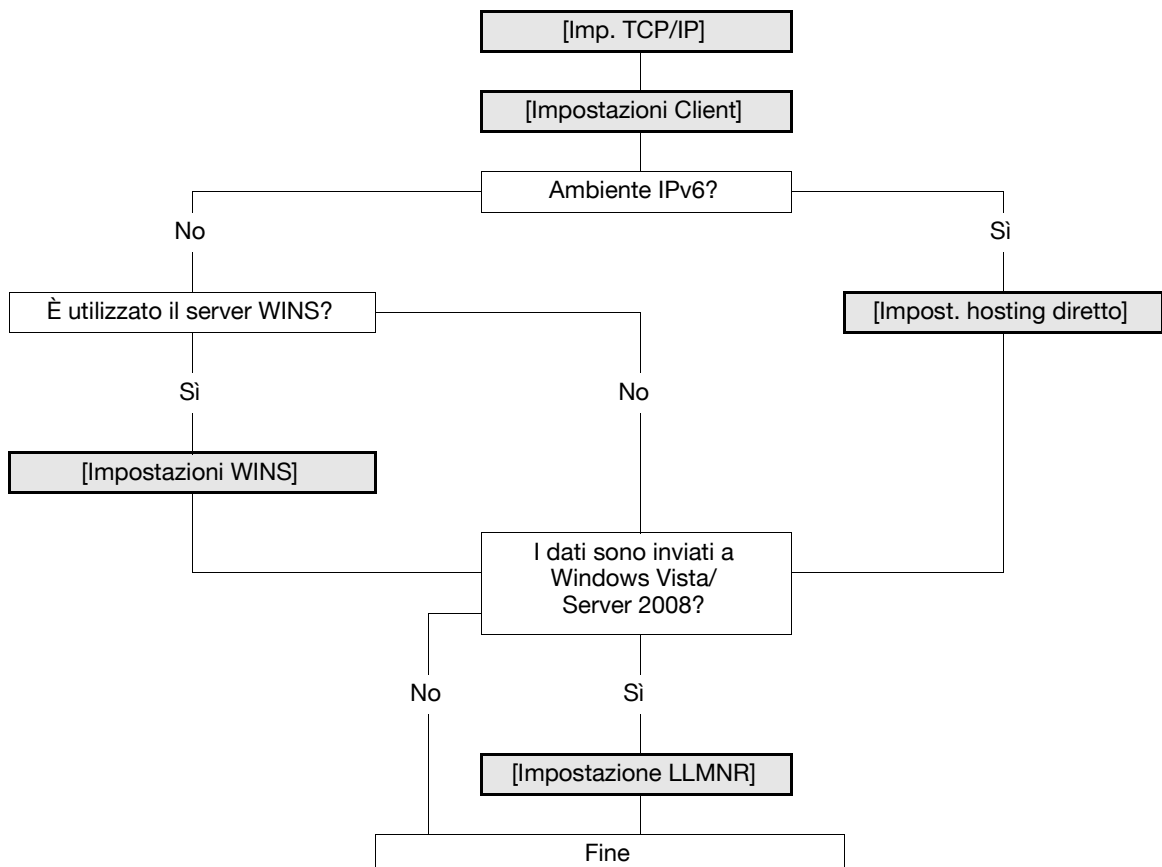 [Imp. TCP/IP]
[Impostazioni Client]
Ambiente IPv6?
No
Sì
È utilizzato il server WINS?
[Impost. hosting diretto]
Sì
No
[Impostazioni WINS]
I dati sono inviati a
Windows Vista/
Server 2008?
No
Sì
[Impostazione LLMNR]
Fine